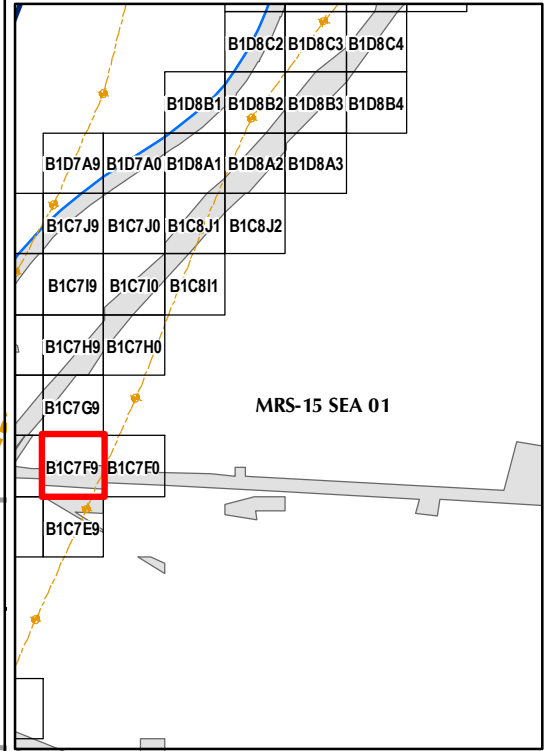 B1D8C2 B1D8C3 B1D8C4
B1D8B1 B1D8B2 B1D8B3 B1D8B4
B1D7A9 B1D7A0 B1D8A1 B1D8A2 B1D8A3
B1C7J9 B1C7J0 B1C8J1 B1C8J2
B1C7I9 B1C7I0 B1C8I1
B1C7H9 B1C7H0
B1C7G9
MRS-15 SEA 01
B1C7F9 B1C7F0
B1C7E9